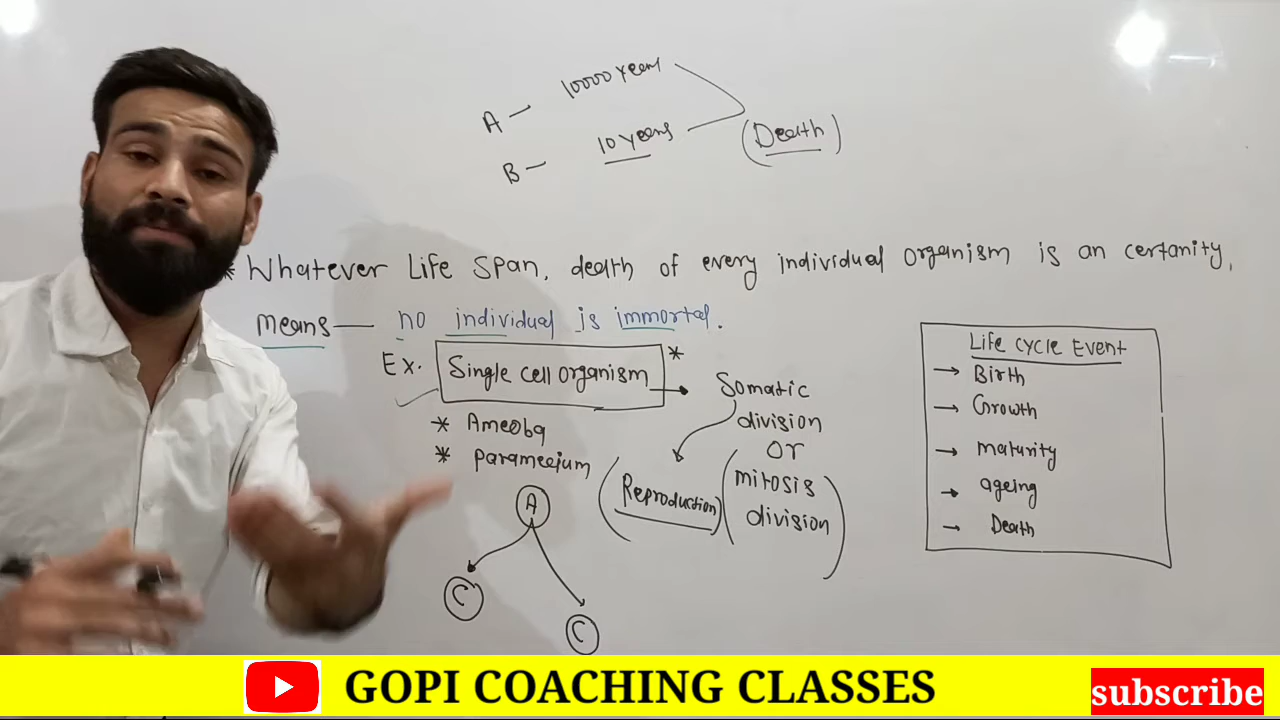 A - 10000 Years
B - 10 Years
(Death)
* Whatever Life Span, death of every individual organism is an certanity,
Means — no individual is immortal.
Ex. Single cell organism *
→ Somatic
division
or
(mitosis
division)
(Reproduction)
* Ameoba
* parameejum
A
C
C
Life Cycle Event
→ Birth
→ Growth
→ maturity
→ ageing
→ Death
GOPI COACHING CLASSES
subscribe